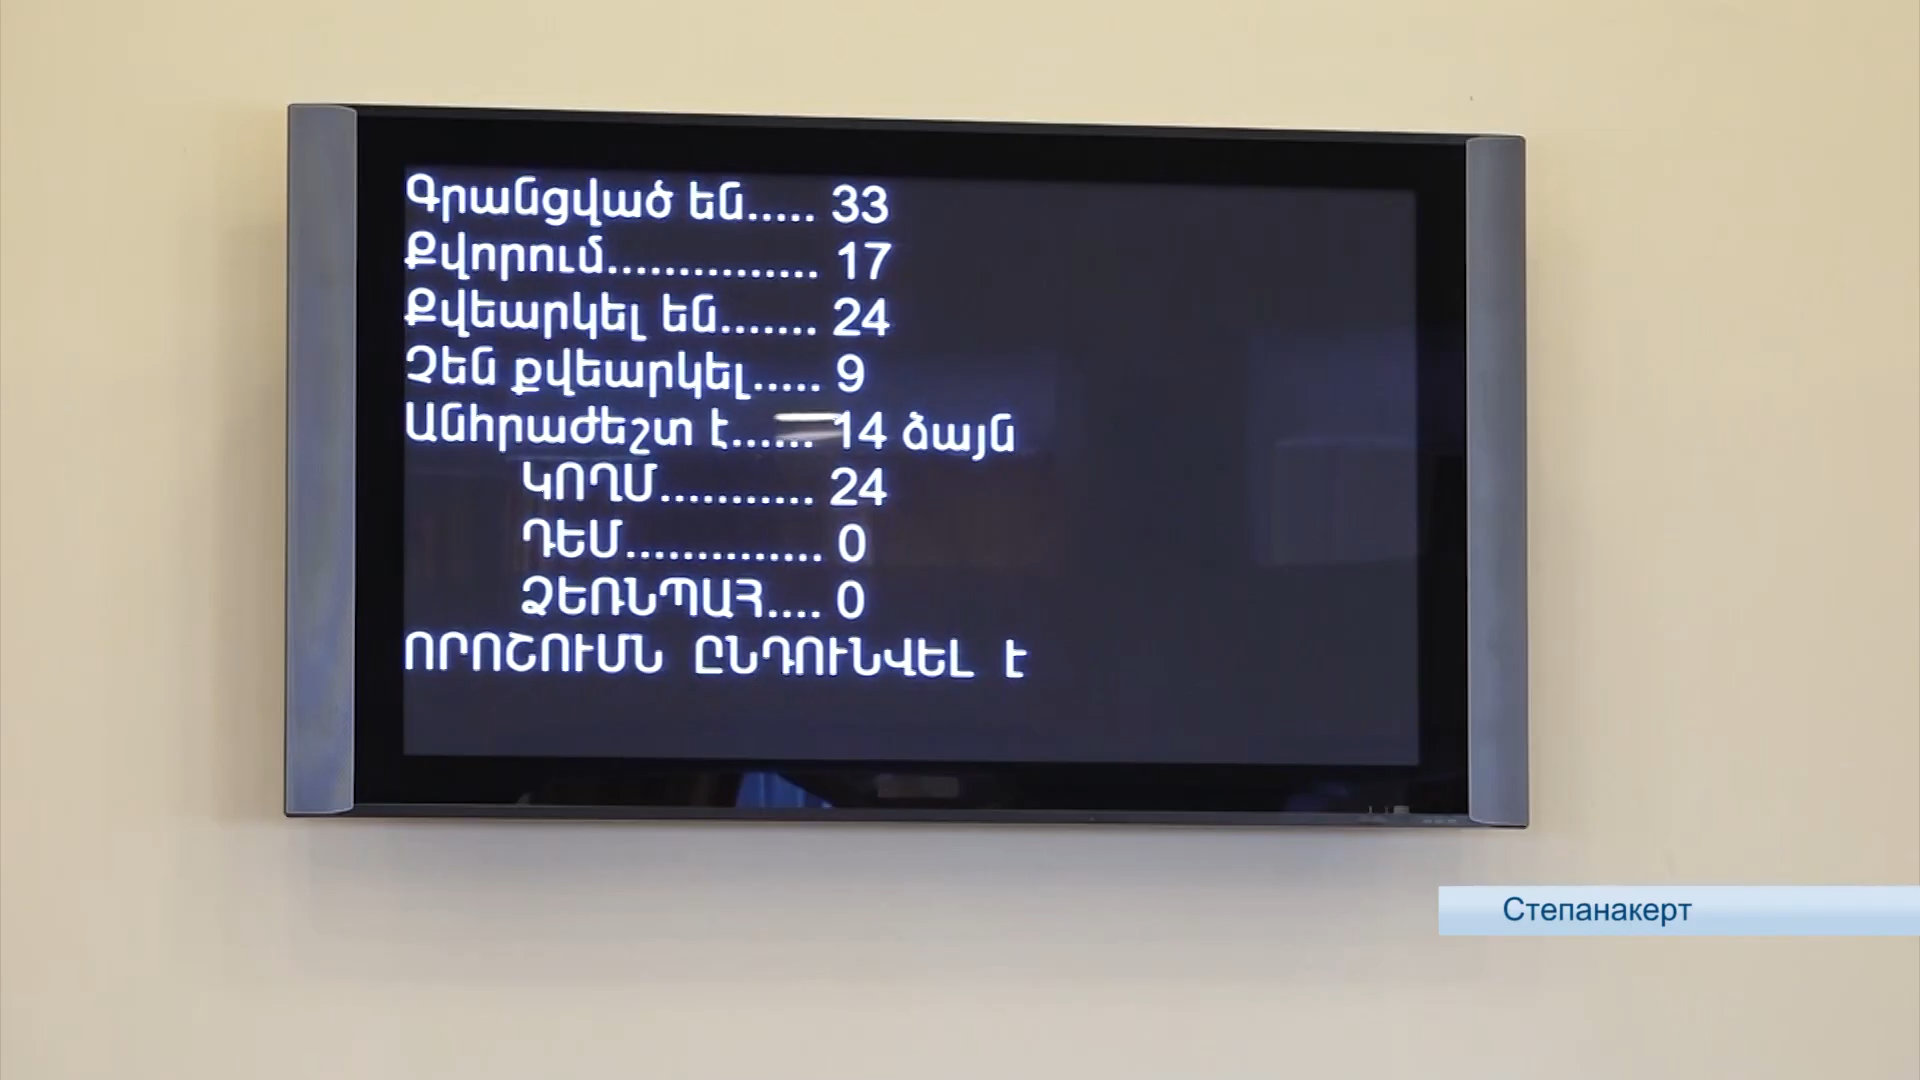 Գրանցված են..... 33
Քվորում............... 17
Քվեարկել են....... 24
Չեն քվեարկել..... 9
Անհրաժեշտ է...... 14 ձայն
ԿՈՂՄ........... 24
ԴԵՄ.............. 0
ՁԵՌՆՊԱՀ.... 0
ՈՐՈՇՈՒՄՆ ԸՆԴՈՒՆՎԵԼ է
Степанакерт